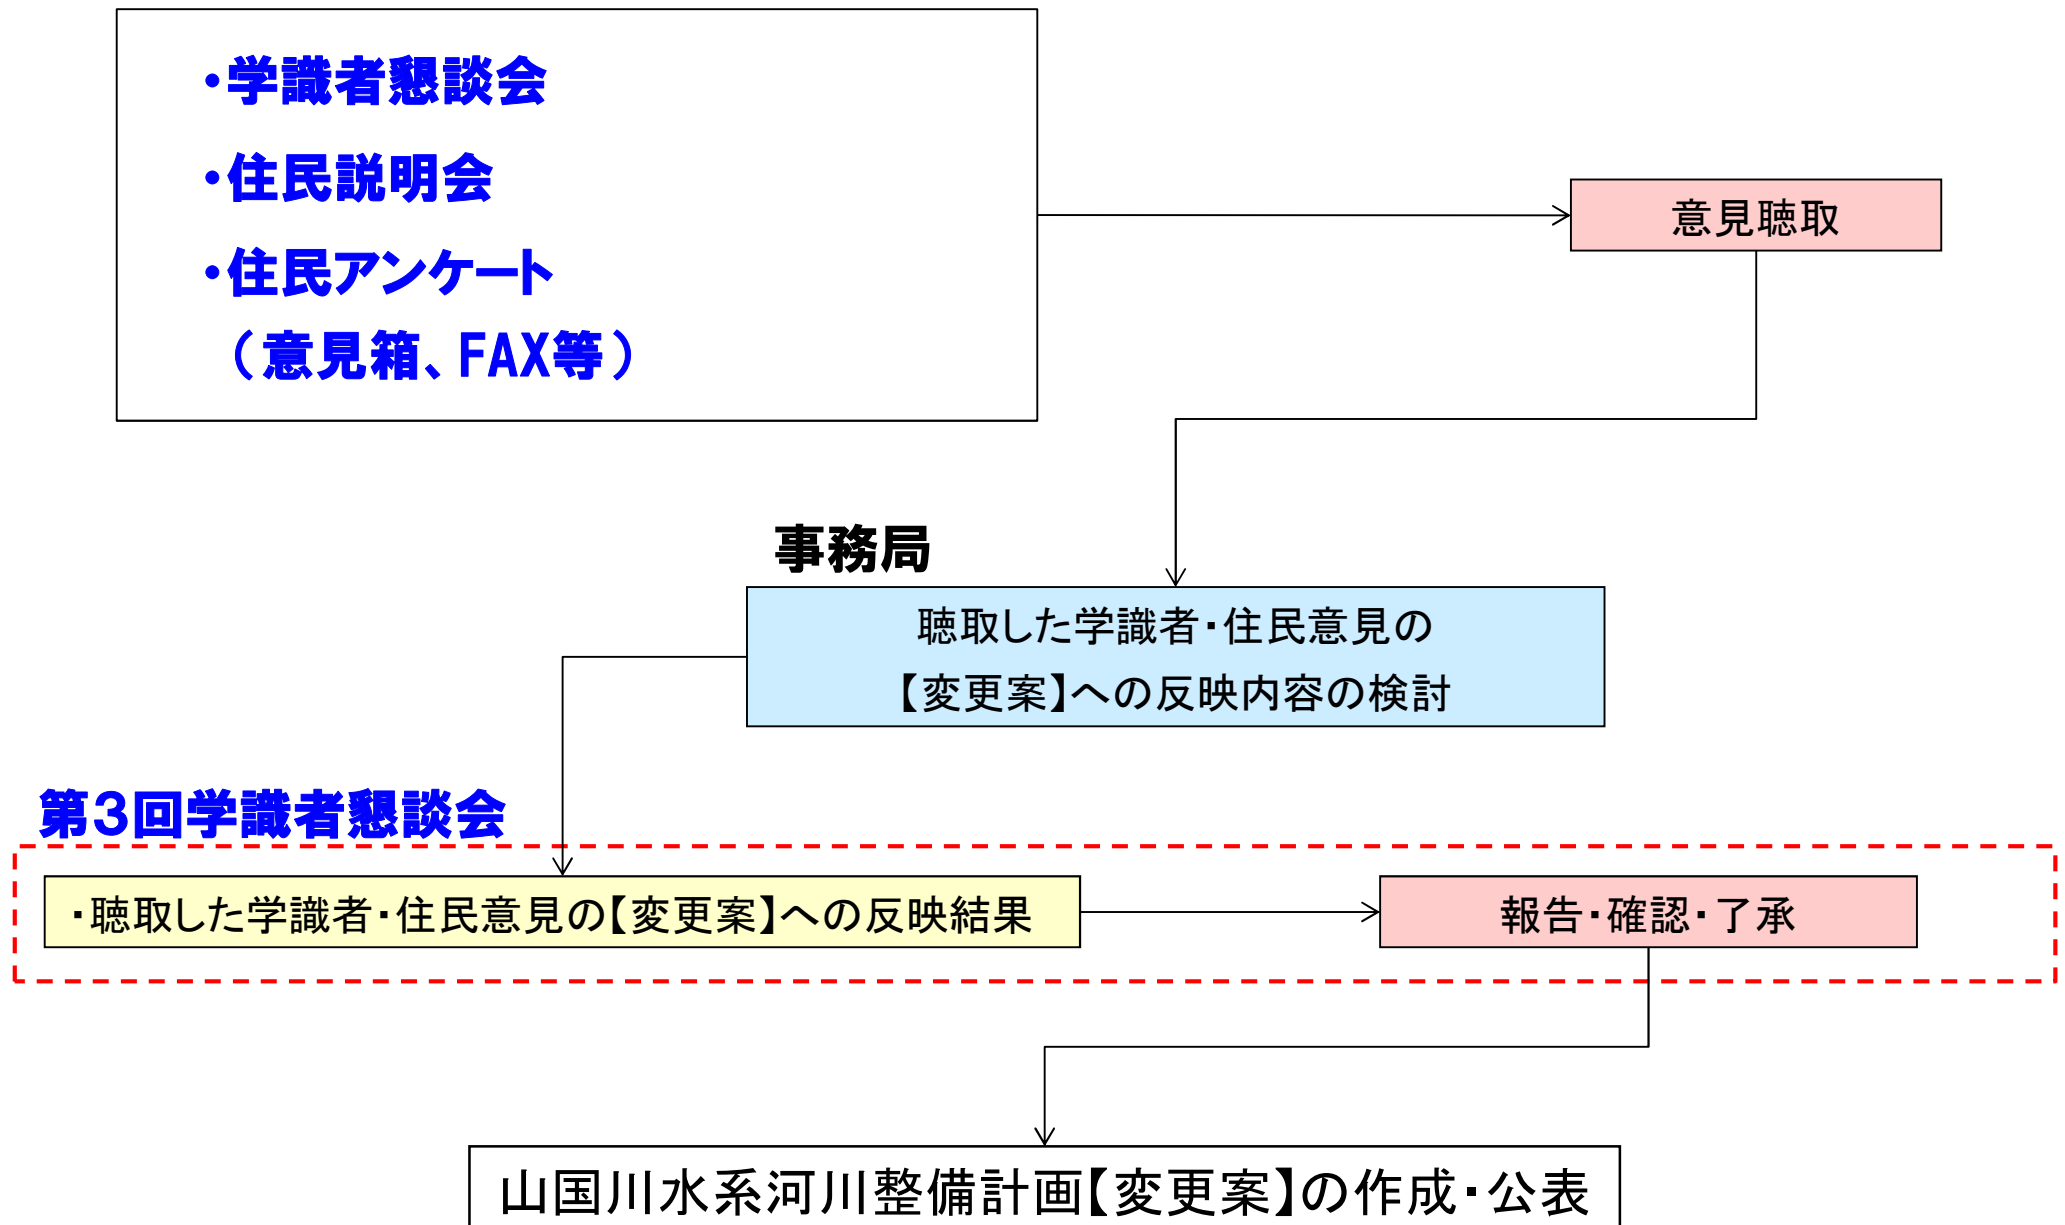 ・学識者懇談会
・住民説明会
・住民アンケート
（意見箱、FAX等）
意見聴取
事務局
聴取した学識者・住民意見の
【変更案】への反映内容の検討
第３回学識者懇談会
・聴取した学識者・住民意見の【変更案】への反映結果
報告・確認・了承
山国川水系河川整備計画【変更案】の作成・公表